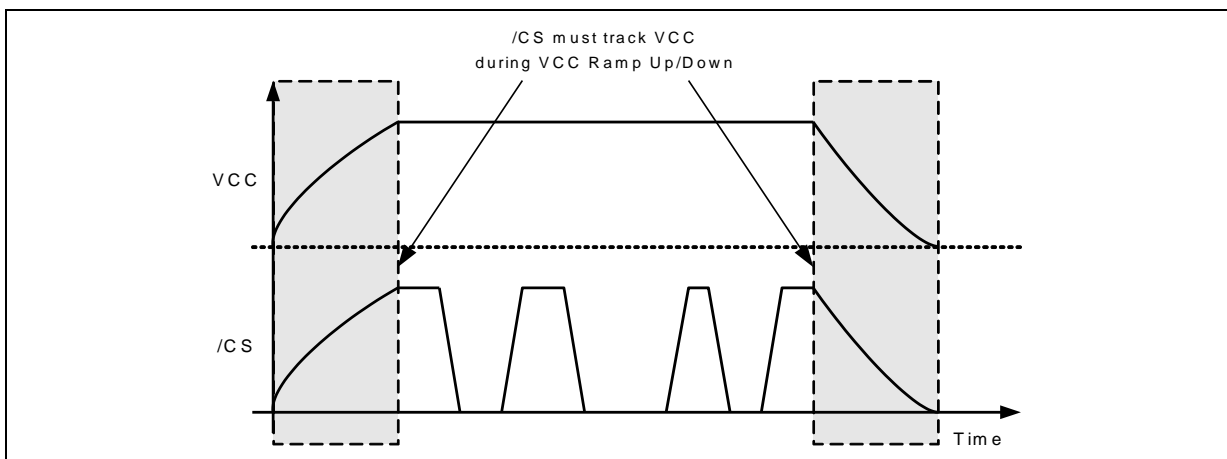 /CS must track VCC
during VCC Ramp Up/Down
VCC
/CS
Time